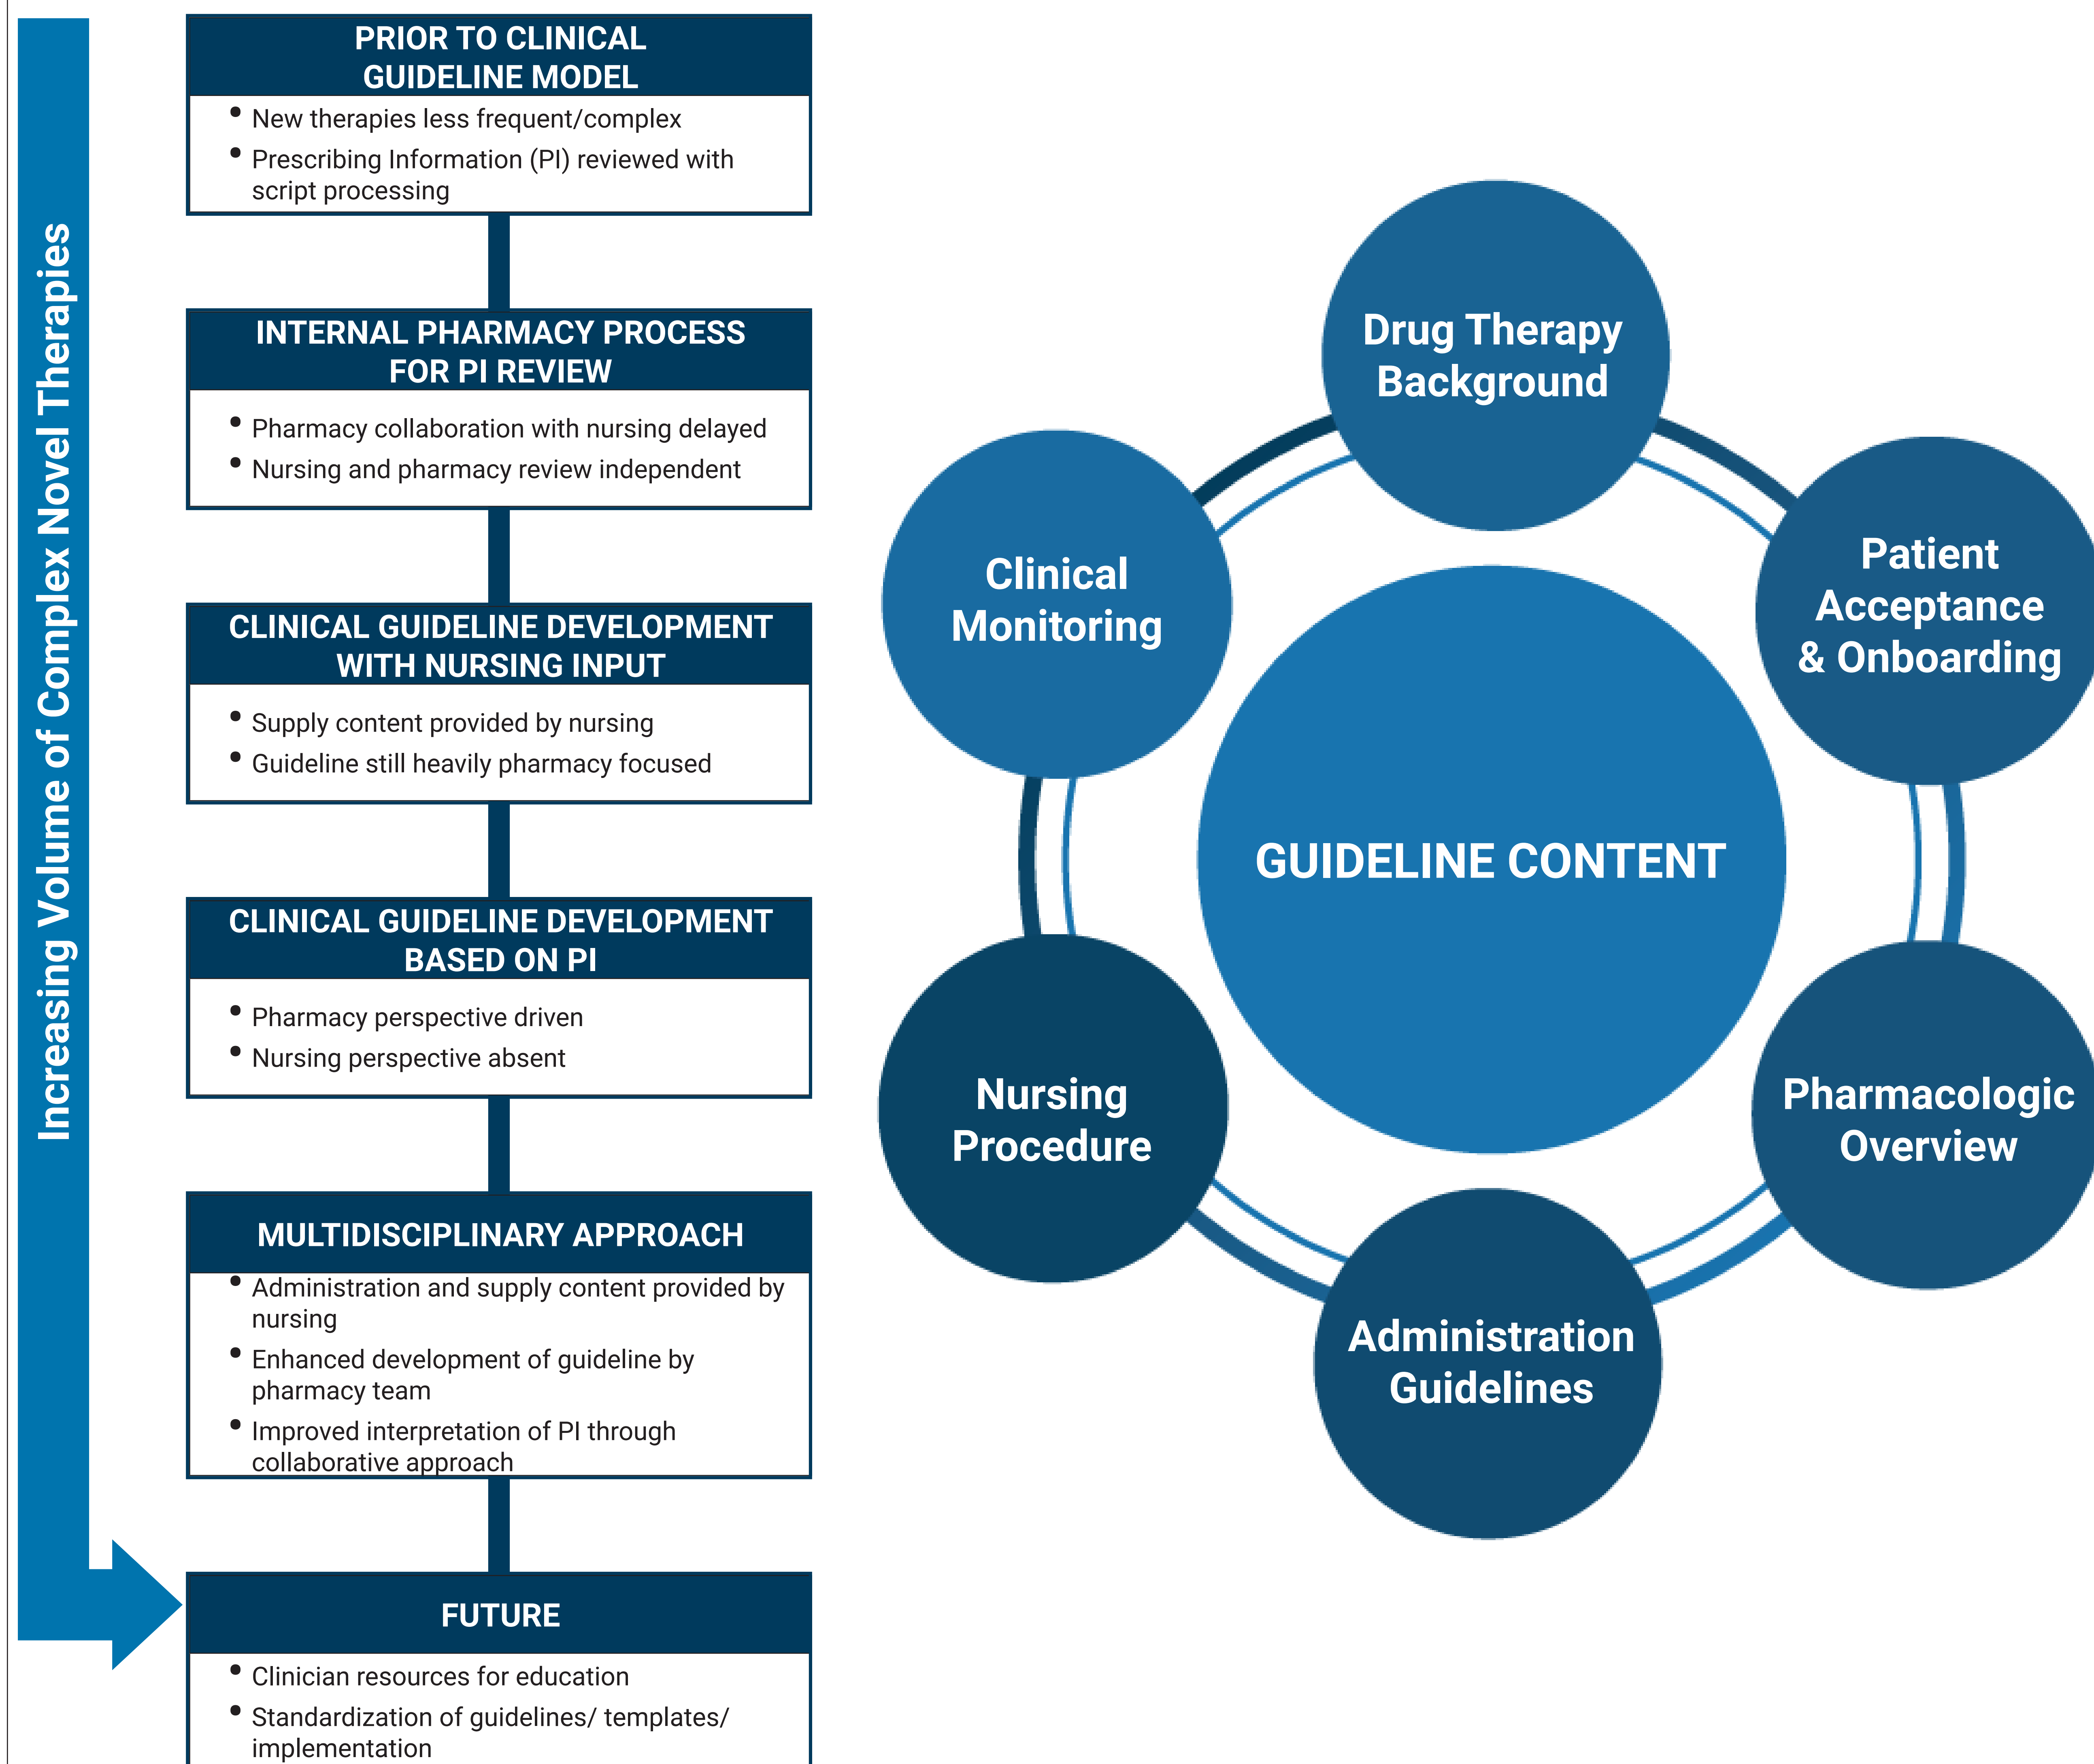 Increasing Volume of Complex Novel Therapies
PRIOR TO CLINICAL
GUIDELINE MODEL
• New therapies less frequent/complex
• Prescribing Information (PI) reviewed with
script processing
INTERNAL PHARMACY PROCESS
FOR PI REVIEW
• Pharmacy collaboration with nursing delayed
• Nursing and pharmacy review independent
CLINICAL GUIDELINE DEVELOPMENT
WITH NURSING INPUT
• Supply content provided by nursing
• Guideline still heavily pharmacy focused
CLINICAL GUIDELINE DEVELOPMENT
BASED ON PI
• Pharmacy perspective driven
• Nursing perspective absent
MULTIDISCIPLINARY APPROACH
• Administration and supply content provided by
nursing
• Enhanced development of guideline by
pharmacy team
• Improved interpretation of PI through
collaborative approach
FUTURE
• Clinician resources for education
• Standardization of guidelines/ templates/
implementation
Drug Therapy
Background
Patient
Acceptance
& Onboarding
Pharmacologic
Overview
Administration
Guidelines
Nursing
Procedure
Clinical
Monitoring
GUIDELINE CONTENT